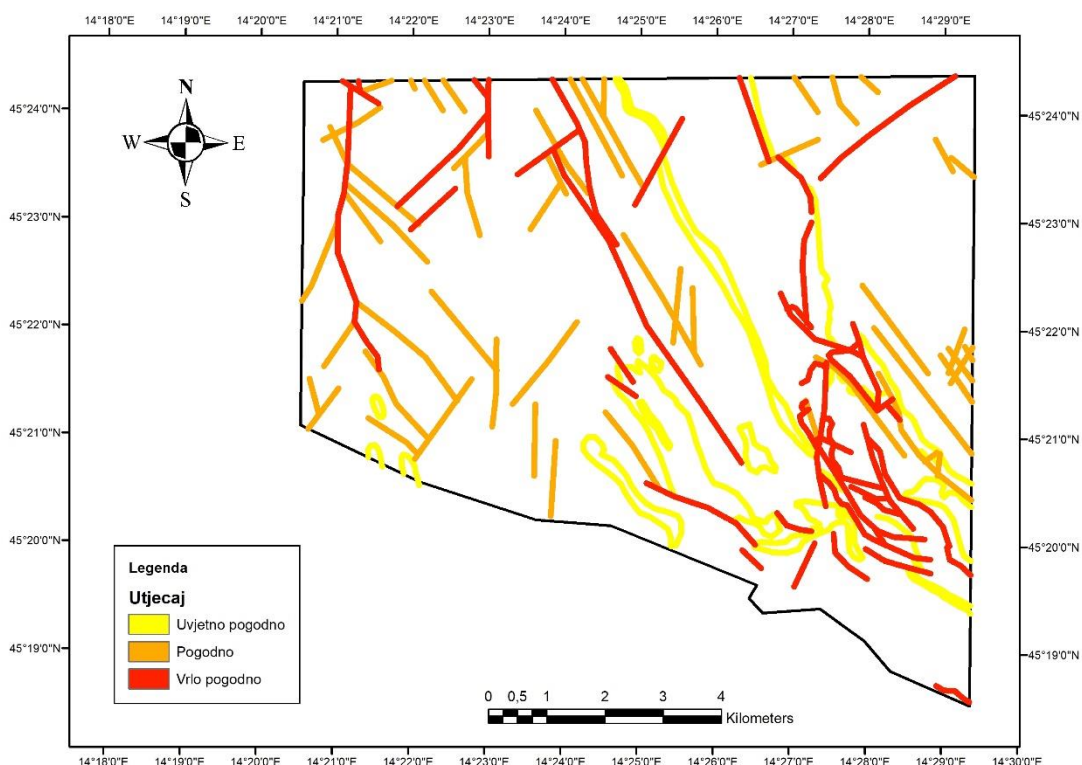 14°18'0"E 14°19'0"E 14°20'0"E 14°21'0"E 14°22'0"E 14°23'0"E 14°24'0"E 14°25'0"E 14°26'0"E 14°27'0"E 14°28'0"E 14°29'0"E
N
W E
S
45°24'0"N 45°24'0"N
45°23'0"N 45°23'0"N
45°22'0"N 45°22'0"N
45°21'0"N 45°21'0"N
45°20'0"N 45°20'0"N
45°19'0"N 45°19'0"N
Legenda
Utjecaj
Uvjetno pogodno
Pogodno
Vrlo pogodno
0 0,5 1 2 3 4
Kilometers
14°18'0"E 14°19'0"E 14°20'0"E 14°21'0"E 14°22'0"E 14°23'0"E 14°24'0"E 14°25'0"E 14°26'0"E 14°27'0"E 14°28'0"E 14°29'0"E 14°30'0"E